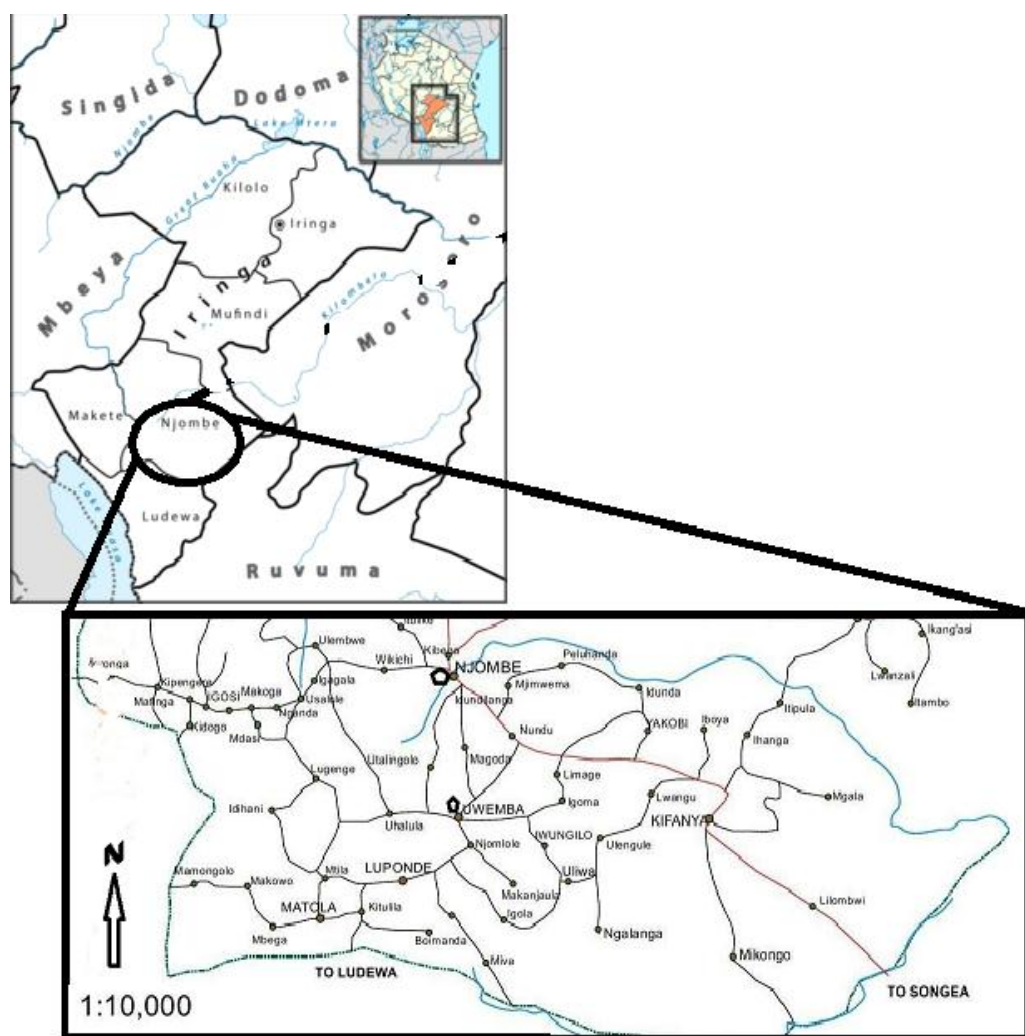 Singida
Dodoma
Njombe
Lake Mtera
Great Ruaha
Kilolo
Iringa
Mbeya
Iringa
Mufindi
Kilombero
Makete
Njombe
Ludewa
Ruvuma
Ulembwe
Kibena
Ikang'asi
Wikichi
NJOMBE
Peluhanda
Lwanzali
Kipengere
Igagala
Idundilanga
Mjimwema
Idunda
Itambo
Matinga
IGOSI
Makoga
Usalule
Itipula
Kidogo
Nganda
Nundu
YAKOBI
Iboya
Mdasi
Ihanga
Utalingolo
Magoda
Lugenge
Limage
Idihani
Igoma
Lwangu
Mgala
Uhalula
UWEMBA
KIFANYA
Njomlole
IWUNGILO
Utengule
Mamongolo
Makowo
Mtila
LUPONDE
Makanjaula
Uliwa
MATOLA
Kitulila
Igola
Lilombwi
Mbega
Boimanda
Ngalanga
N
Miva
Mikongo
TO LUDEWA
TO SONGEA
1:10,000